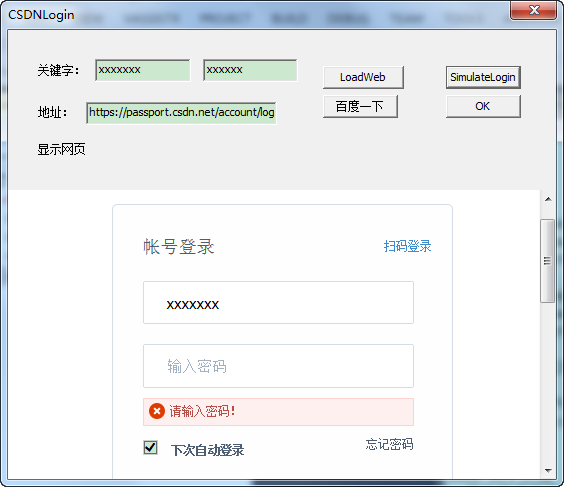 CSDNLogin
关键字： xxxxxxx xxxxxx LoadWeb SimulateLogin
地址： https://passport.csdn.net/account/log 百度一下 OK
显示网页
帐号登录 扫码登录
xxxxxxx
输入密码
请输入密码！
下次自动登录 忘记密码